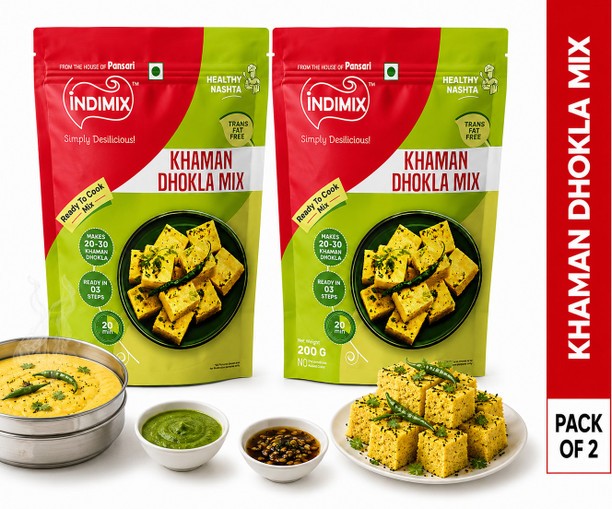 FROM THE HOUSE OF Pansari
INDIMIX
TM
Simply Desilicious!
HEALTHY
NASHTA
TRANS
FAT
FREE
KHAMAN
DHOKLA MIX
Ready To Cook
Mix
MAKES
20-30
KHAMAN
DHOKLA
READY IN
03
STEPS
20
min
FROM THE HOUSE OF Pansari
INDIMIX
TM
Simply Desilicious!
HEALTHY
NASHTA
TRANS
FAT
FREE
KHAMAN
DHOKLA MIX
Ready To Cook
Mix
MAKES
20-30
KHAMAN
DHOKLA
READY IN
03
STEPS
20
min
Net Weight
200 G
NO
KHAMAN DHOKLA MIX
PACK
OF 2